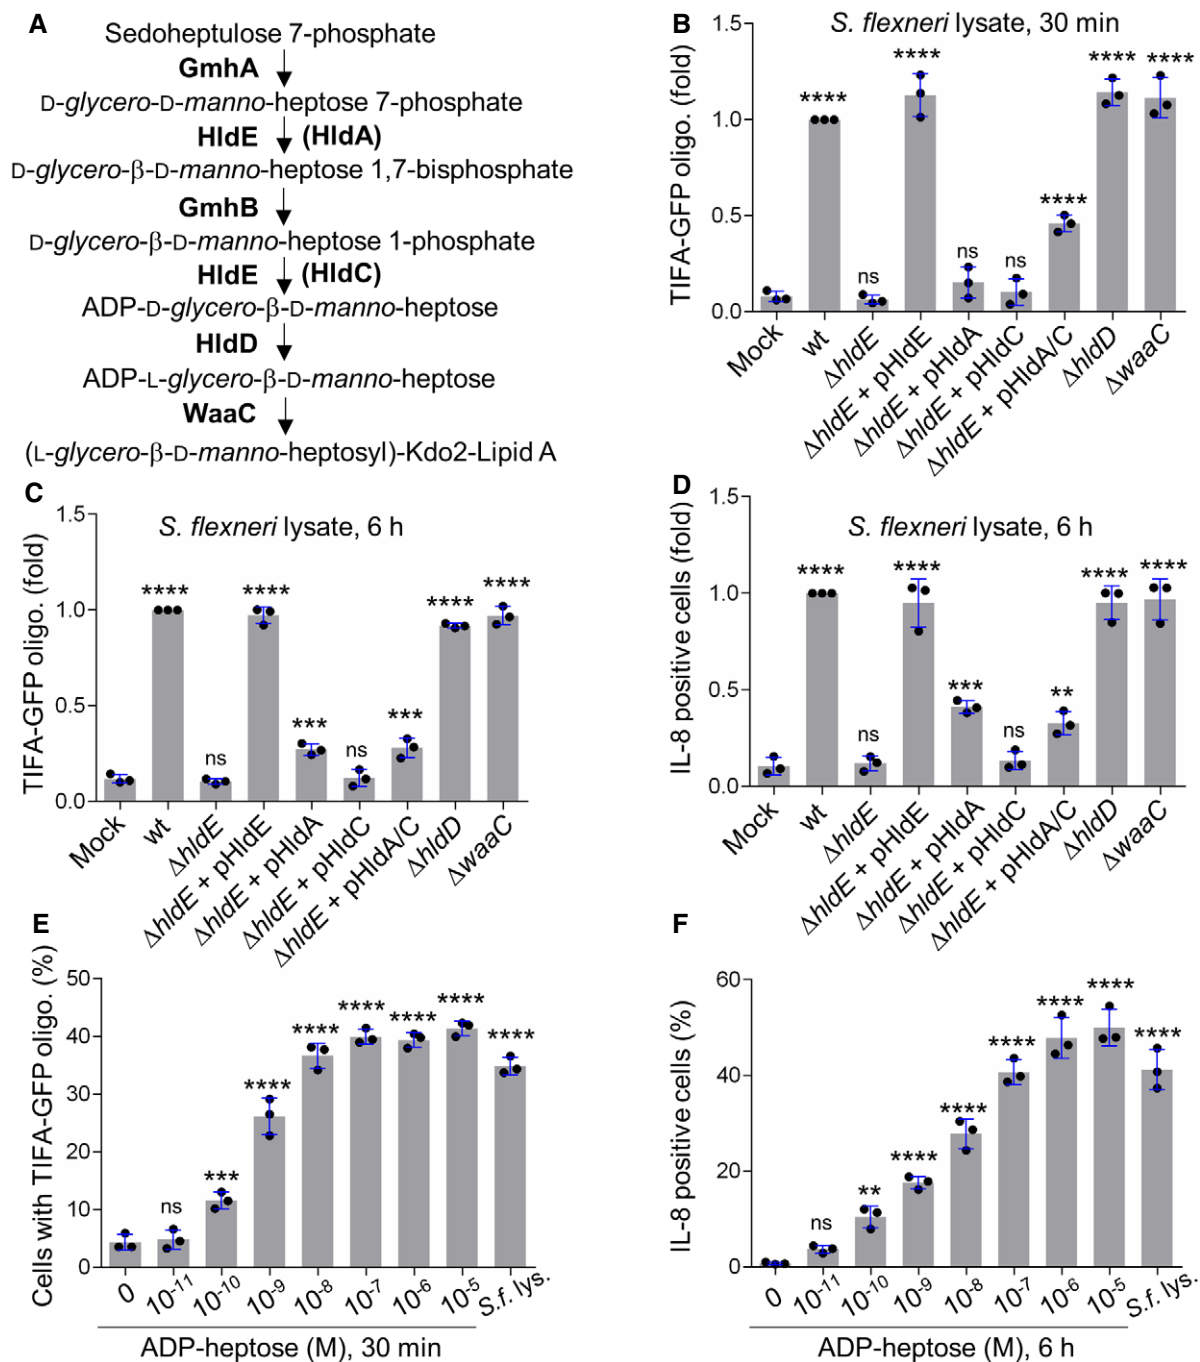 A
Sedoheptulose 7-phosphate
GmhA
D-glycero-D-manno-heptose 7-phosphate
HldE (HldA)
D-glycero-β-D-manno-heptose 1,7-bisphosphate
GmhB
D-glycero-β-D-manno-heptose 1-phosphate
HldE (HldC)
ADP-D-glycero-β-D-manno-heptose
HldD
ADP-L-glycero-β-D-manno-heptose
WaaC
(L-glycero-β-D-manno-heptosyl)-Kdo2-Lipid A
B
S. flexneri lysate, 30 min
TIFA-GFP oligo. (fold)
1.5
1.0
0.5
0.0
**** ns **** ns ns **** **** ****
Mock
wt
ΔhldE
ΔhldE + pHldE
ΔhldE + pHldA
ΔhldE + pHldC
ΔhldE + pHldA/C
ΔhldD
ΔwaaC
C
S. flexneri lysate, 6 h
TIFA-GFP oligo. (fold)
1.5
1.0
0.5
0.0
**** ns **** *** ns *** **** ****
Mock
wt
ΔhldE
ΔhldE + pHldE
ΔhldE + pHldA
ΔhldE + pHldC
ΔhldE + pHldA/C
ΔhldD
ΔwaaC
D
S. flexneri lysate, 6 h
IL-8 positive cells (fold)
1.5
1.0
0.5
0.0
**** ns **** *** ns ** **** ****
Mock
wt
ΔhldE
ΔhldE + pHldE
ΔhldE + pHldA
ΔhldE + pHldC
ΔhldE + pHldA/C
ΔhldD
ΔwaaC
E
Cells with TIFA-GFP oligo. (%)
50
40
30
20
10
0
ns *** **** **** **** **** **** ****
0 10⁻¹¹ 10⁻¹⁰ 10⁻⁹ 10⁻⁸ 10⁻⁷ 10⁻⁶ 10⁻⁵ S.f. lys.
ADP-heptose (M), 30 min
F
IL-8 positive cells (%)
60
40
20
0
ns ** **** **** **** **** **** ****
0 10⁻¹¹ 10⁻¹⁰ 10⁻⁹ 10⁻⁸ 10⁻⁷ 10⁻⁶ 10⁻⁵ S.f. lys.
ADP-heptose (M), 6 h